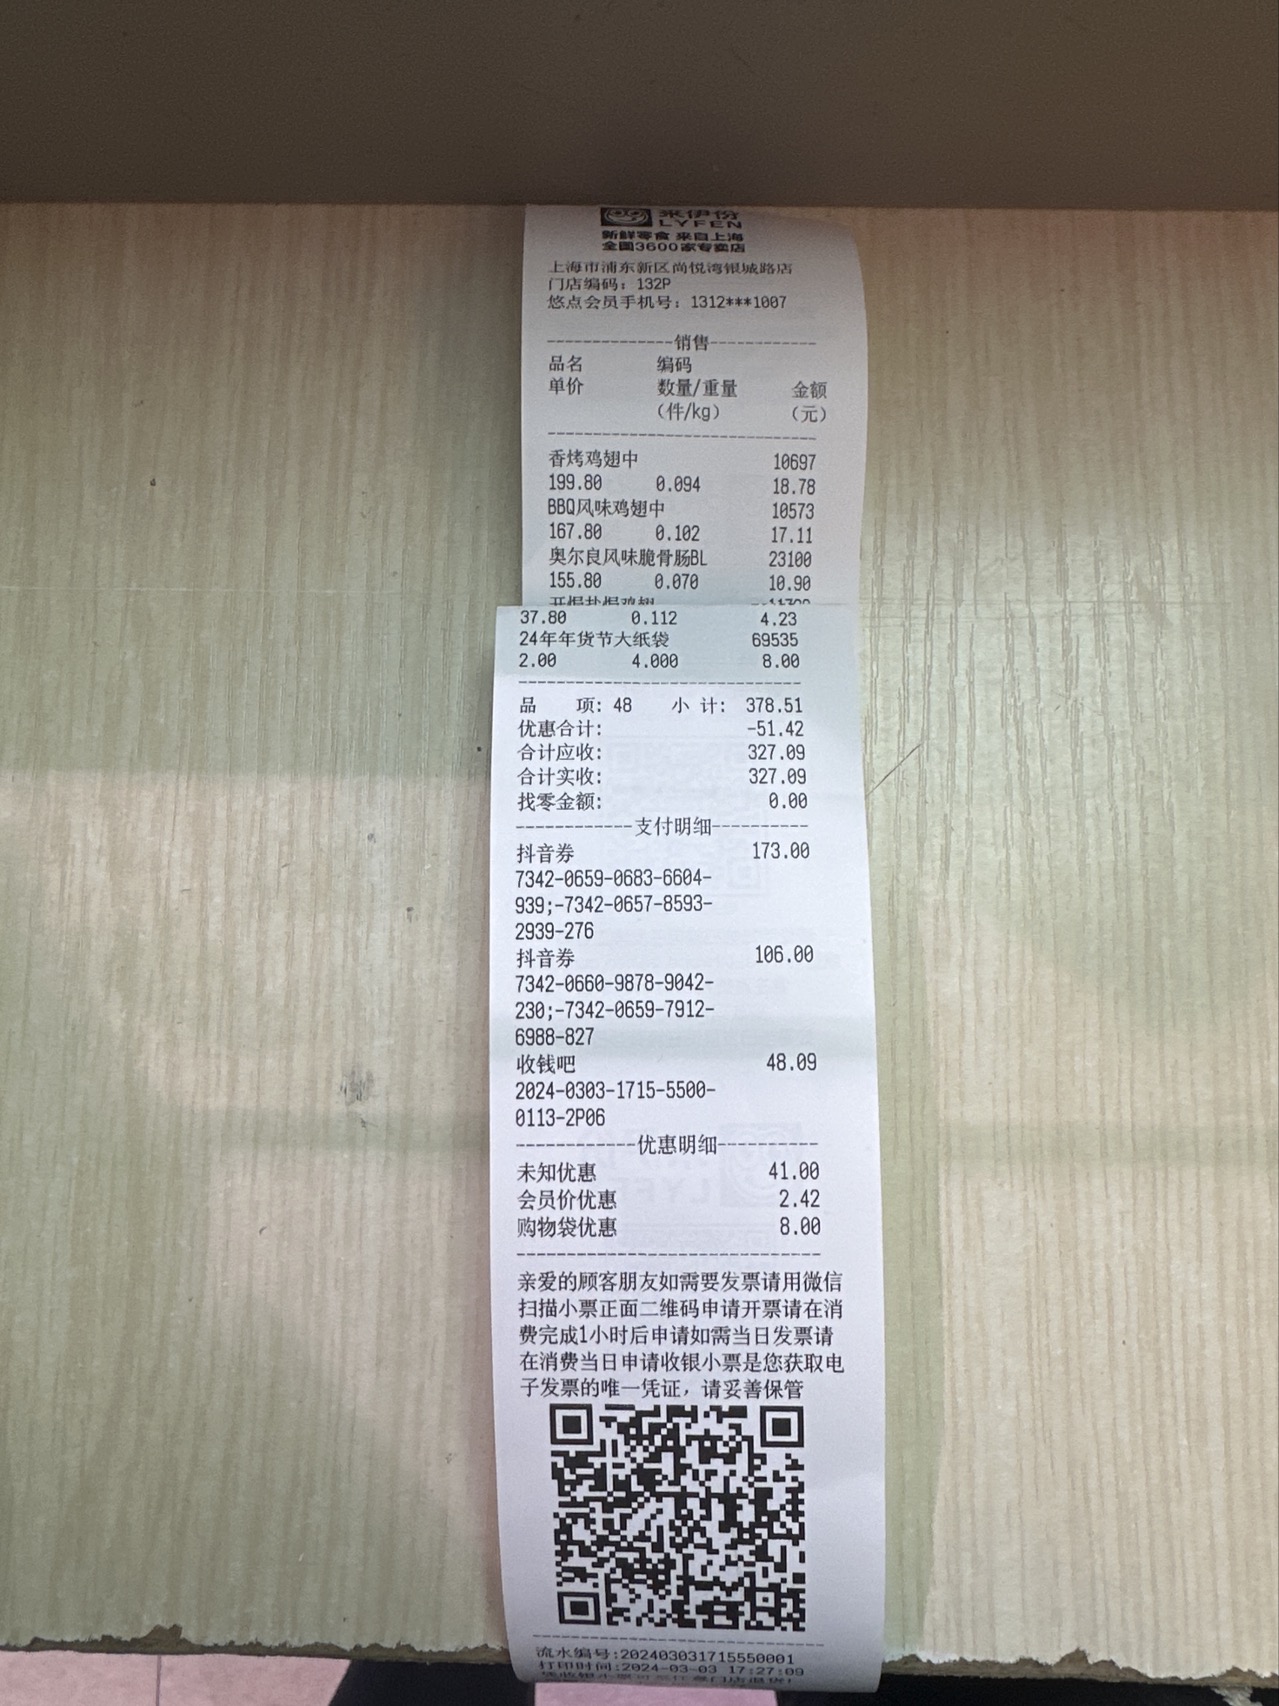 来伊份
LYFEN
新鲜零食 来自上海
全国3600家专卖店
上海市浦东新区尚悦湾银城路店
门店编码：132P
悠点会员手机号：1312***1007
--------------销售------------
品名 编码
单价 数量/重量 金额
（件/kg） （元）
------------------------------
香烤鸡翅中 10697
199.80 0.094 18.78
BBQ风味鸡翅中 10573
167.80 0.102 17.11
奥尔良风味脆骨肠BL 23100
155.80 0.070 10.90
37.80 0.112 4.23
24年年货节大纸袋 69535
2.00 4.000 8.00
------------------------------
品 项: 48 小 计: 378.51
优惠合计: -51.42
合计应收: 327.09
合计实收: 327.09
找零金额: 0.00
------------支付明细----------
抖音券 173.00
7342-0659-0683-6604-
939;-7342-0657-8593-
2939-276
抖音券 106.00
7342-0660-9878-9042-
230;-7342-0659-7912-
6988-827
收钱吧 48.09
2024-0303-1715-5500-
0113-2P06
------------优惠明细----------
未知优惠 41.00
会员价优惠 2.42
购物袋优惠 8.00
------------------------------
亲爱的顾客朋友如需要发票请用微信
扫描小票正面二维码申请开票请在消
费完成1小时后申请如需当日发票请
在消费当日申请收银小票是您获取电
子发票的唯一凭证，请妥善保管
------------------------------
流水编号:202403031715550001
打印时间:2024-03-03 17:27:09